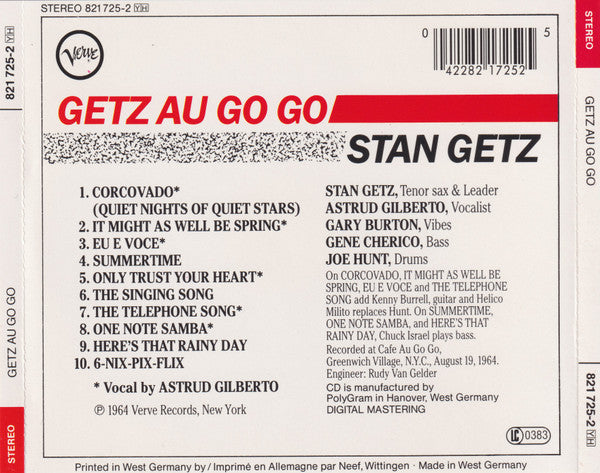 STEREO 821 725-2 YH
Verve
0 42282 17252 5
GETZ AU GO GO
STAN GETZ
1. CORCOVADO*
(QUIET NIGHTS OF QUIET STARS)
2. IT MIGHT AS WELL BE SPRING*
3. EU E VOCE*
4. SUMMERTIME
5. ONLY TRUST YOUR HEART*
6. THE SINGING SONG
7. THE TELEPHONE SONG*
8. ONE NOTE SAMBA*
9. HERE'S THAT RAINY DAY
10. 6-NIX-PIX-FLIX
* Vocal by ASTRUD GILBERTO
℗ 1964 Verve Records, New York
STAN GETZ, Tenor sax & Leader
ASTRUD GILBERTO, Vocalist
GARY BURTON, Vibes
GENE CHERICO, Bass
JOE HUNT, Drums
On CORCOVADO, IT MIGHT AS WELL BE
SPRING, EU E VOCE and THE TELEPHONE
SONG add Kenny Burrell, guitar and Helico
Milito replaces Hunt. On SUMMERTIME,
ONE NOTE SAMBA, and HERE'S THAT
RAINY DAY, Chuck Israel plays bass.
Recorded at Cafe Au Go Go,
Greenwich Village, N.Y.C., August 19, 1964.
Engineer: Rudy Van Gelder
CD is manufactured by
PolyGram in Hanover, West Germany
DIGITAL MASTERING
LC 0383
Printed in West Germany by / Imprimé en Allemagne par Neef, Wittingen · Made in West Germany
821 725-2 YH
GETZ AU GO GO
STEREO
STEREO
GETZ AU GO GO
821 725-2 YH